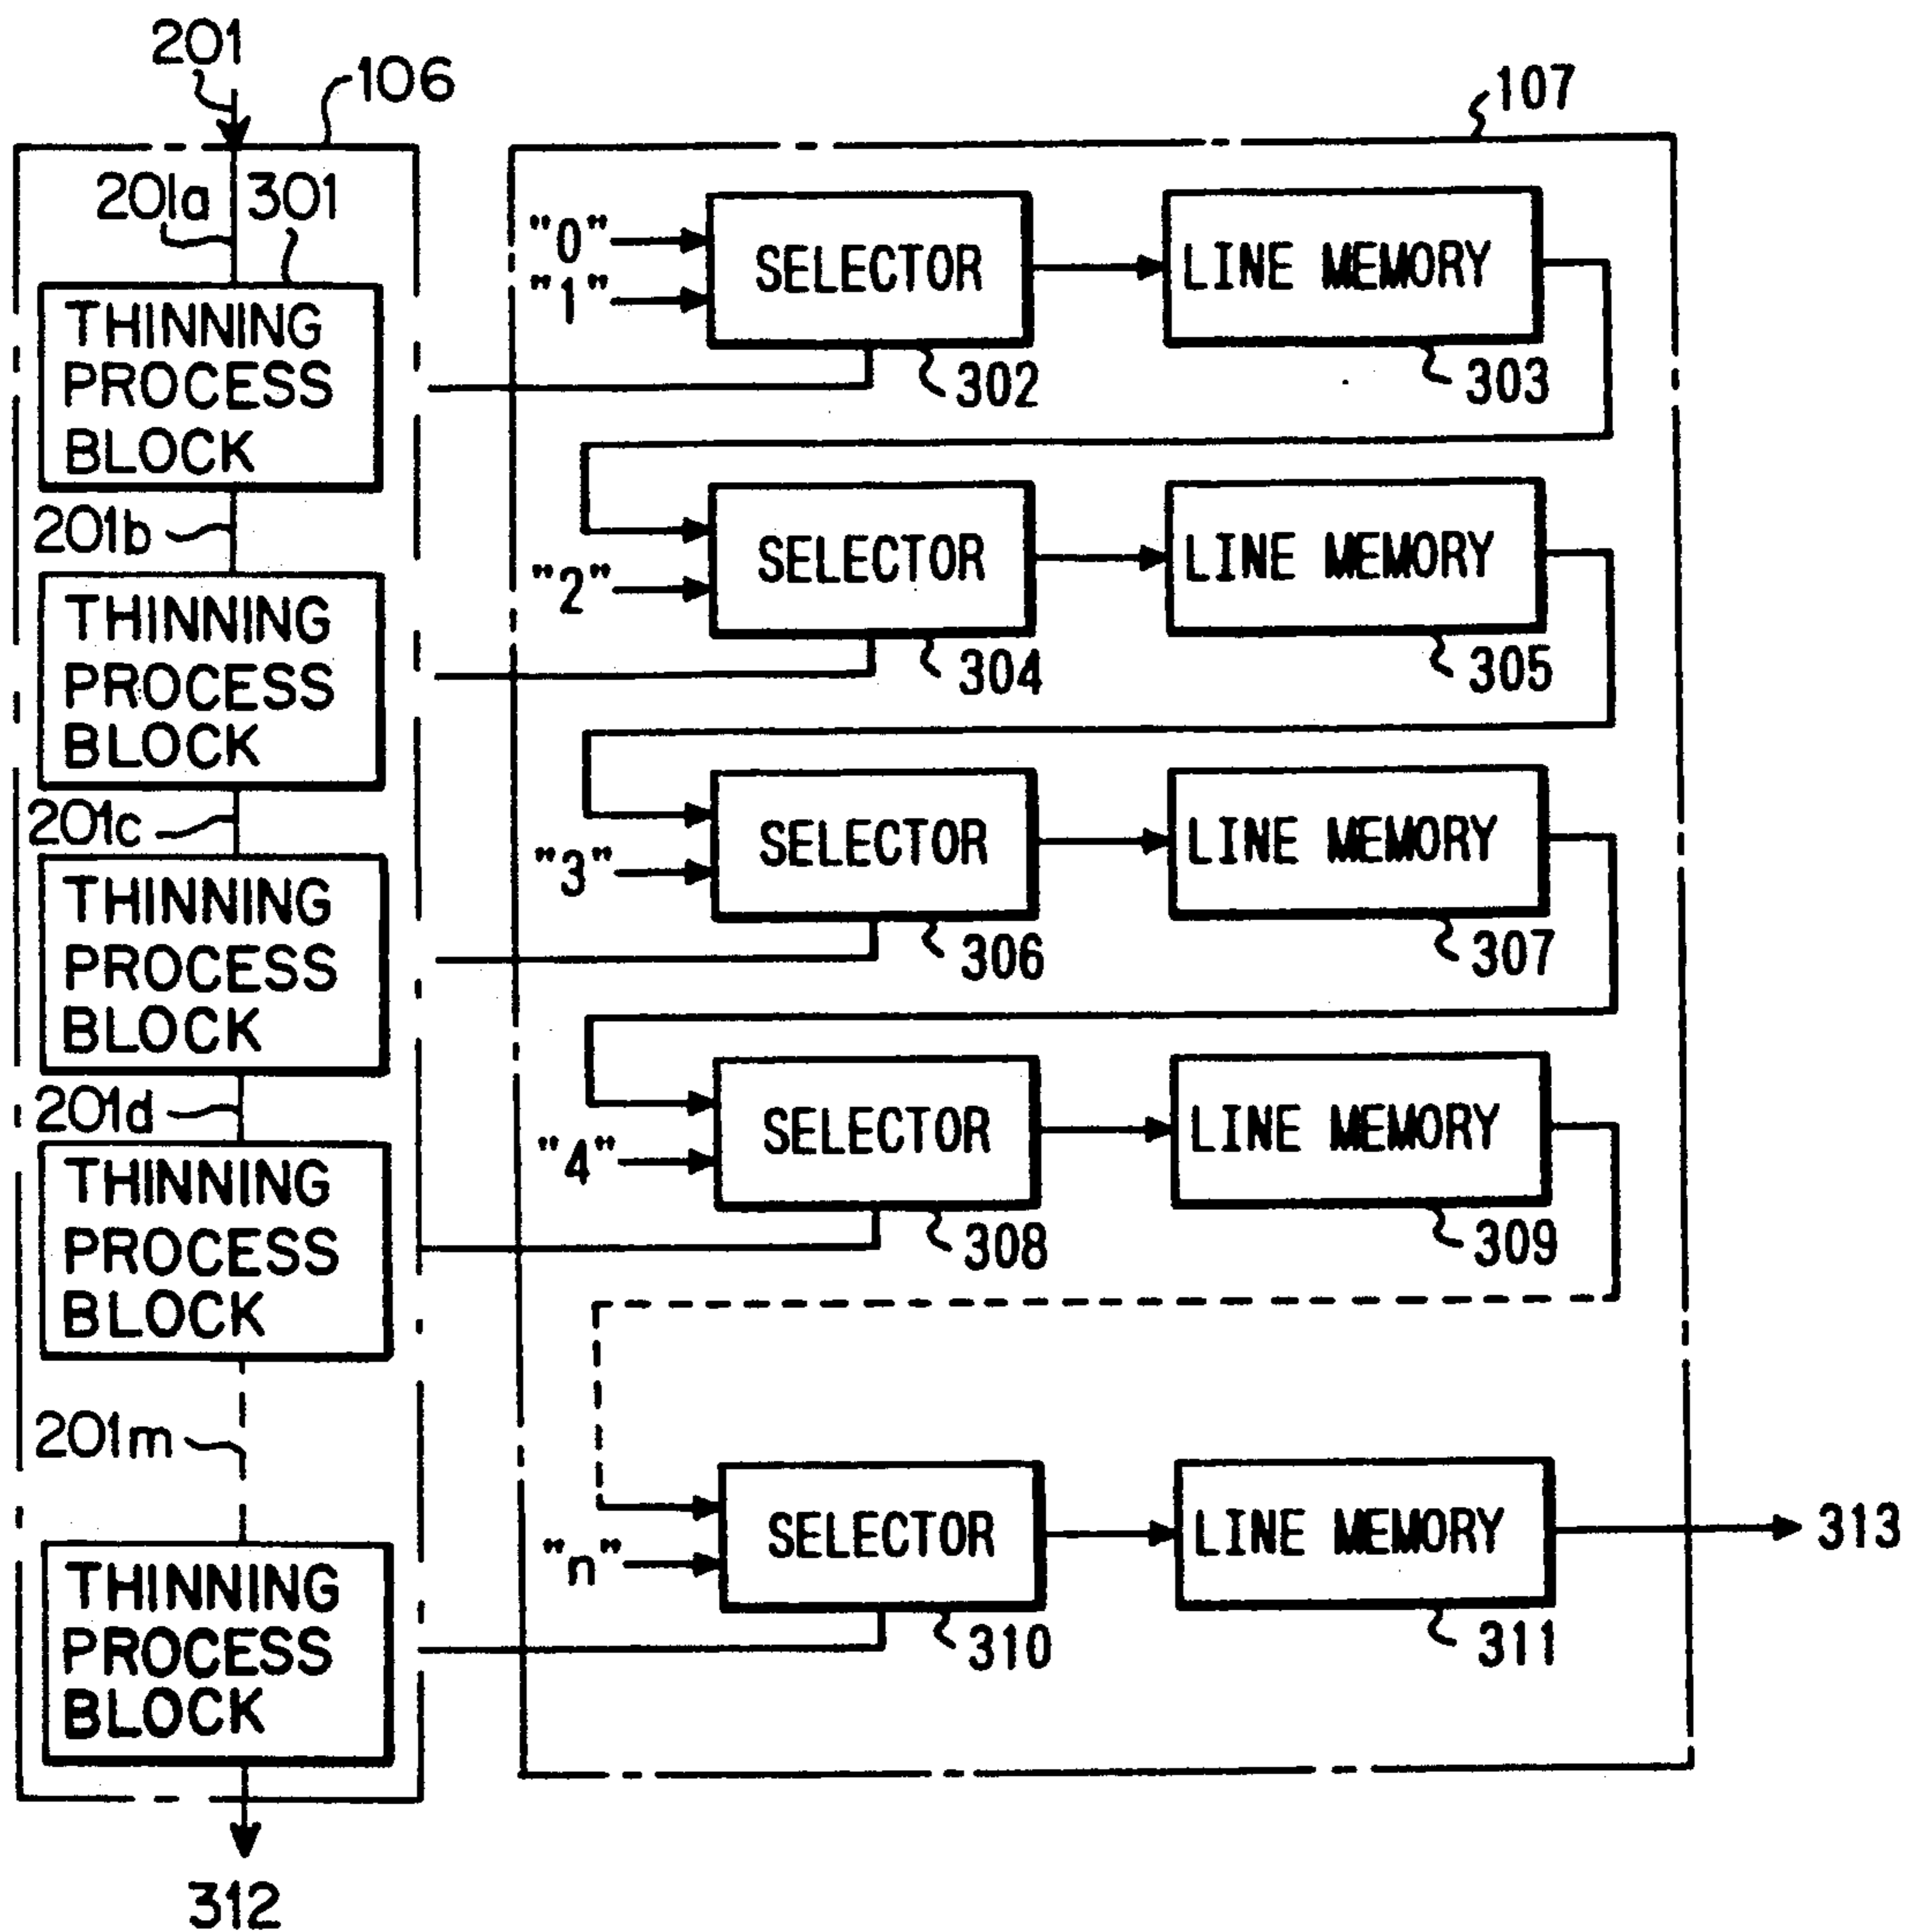 201
106
107
201a
301
"0"
"1"
SELECTOR
LINE MEMORY
302
303
THINNING
PROCESS
BLOCK
201b
"2"
SELECTOR
LINE MEMORY
304
305
THINNING
PROCESS
BLOCK
201c
"3"
SELECTOR
LINE MEMORY
306
307
THINNING
PROCESS
BLOCK
201d
"4"
SELECTOR
LINE MEMORY
308
309
THINNING
PROCESS
BLOCK
201m
"n"
SELECTOR
LINE MEMORY
310
311
313
THINNING
PROCESS
BLOCK
312